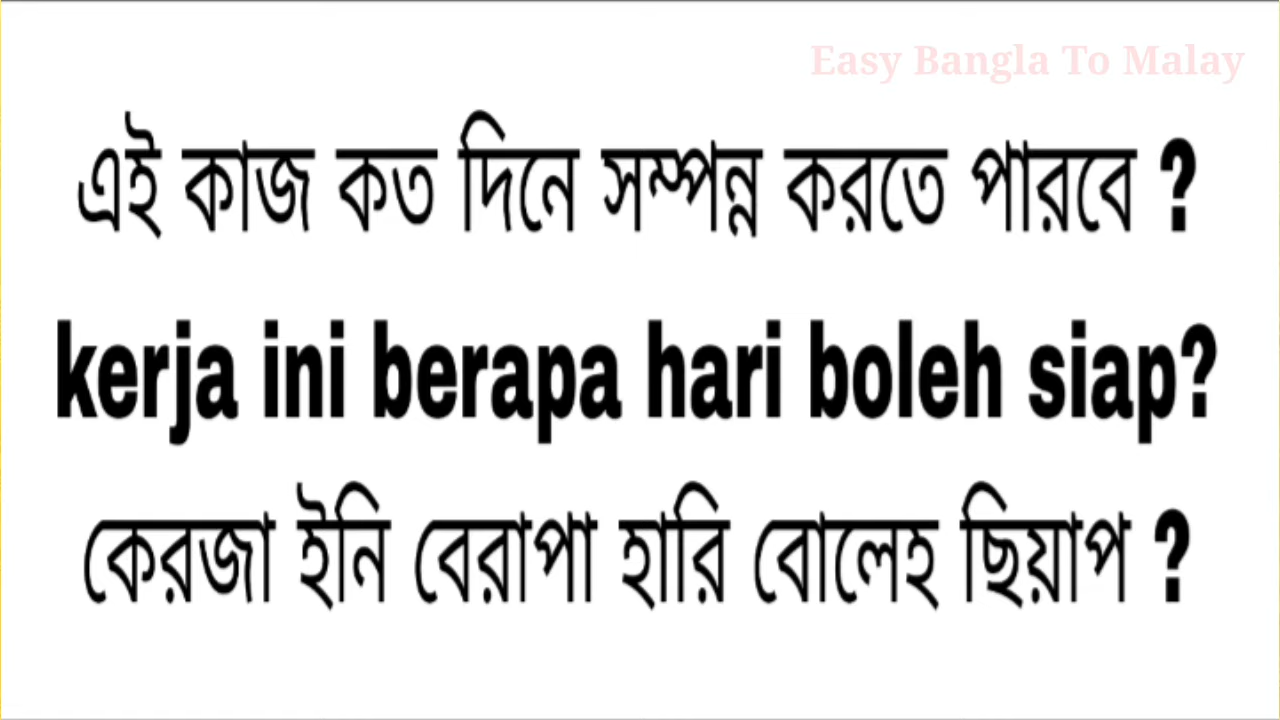 Easy Bangla To Malay
এই কাজ কত দিনে সম্পন্ন করতে পারবে ?
kerja ini berapa hari boleh siap?
কেরজা ইনি বেরাপা হারি বোলেহ ছিয়াপ ?